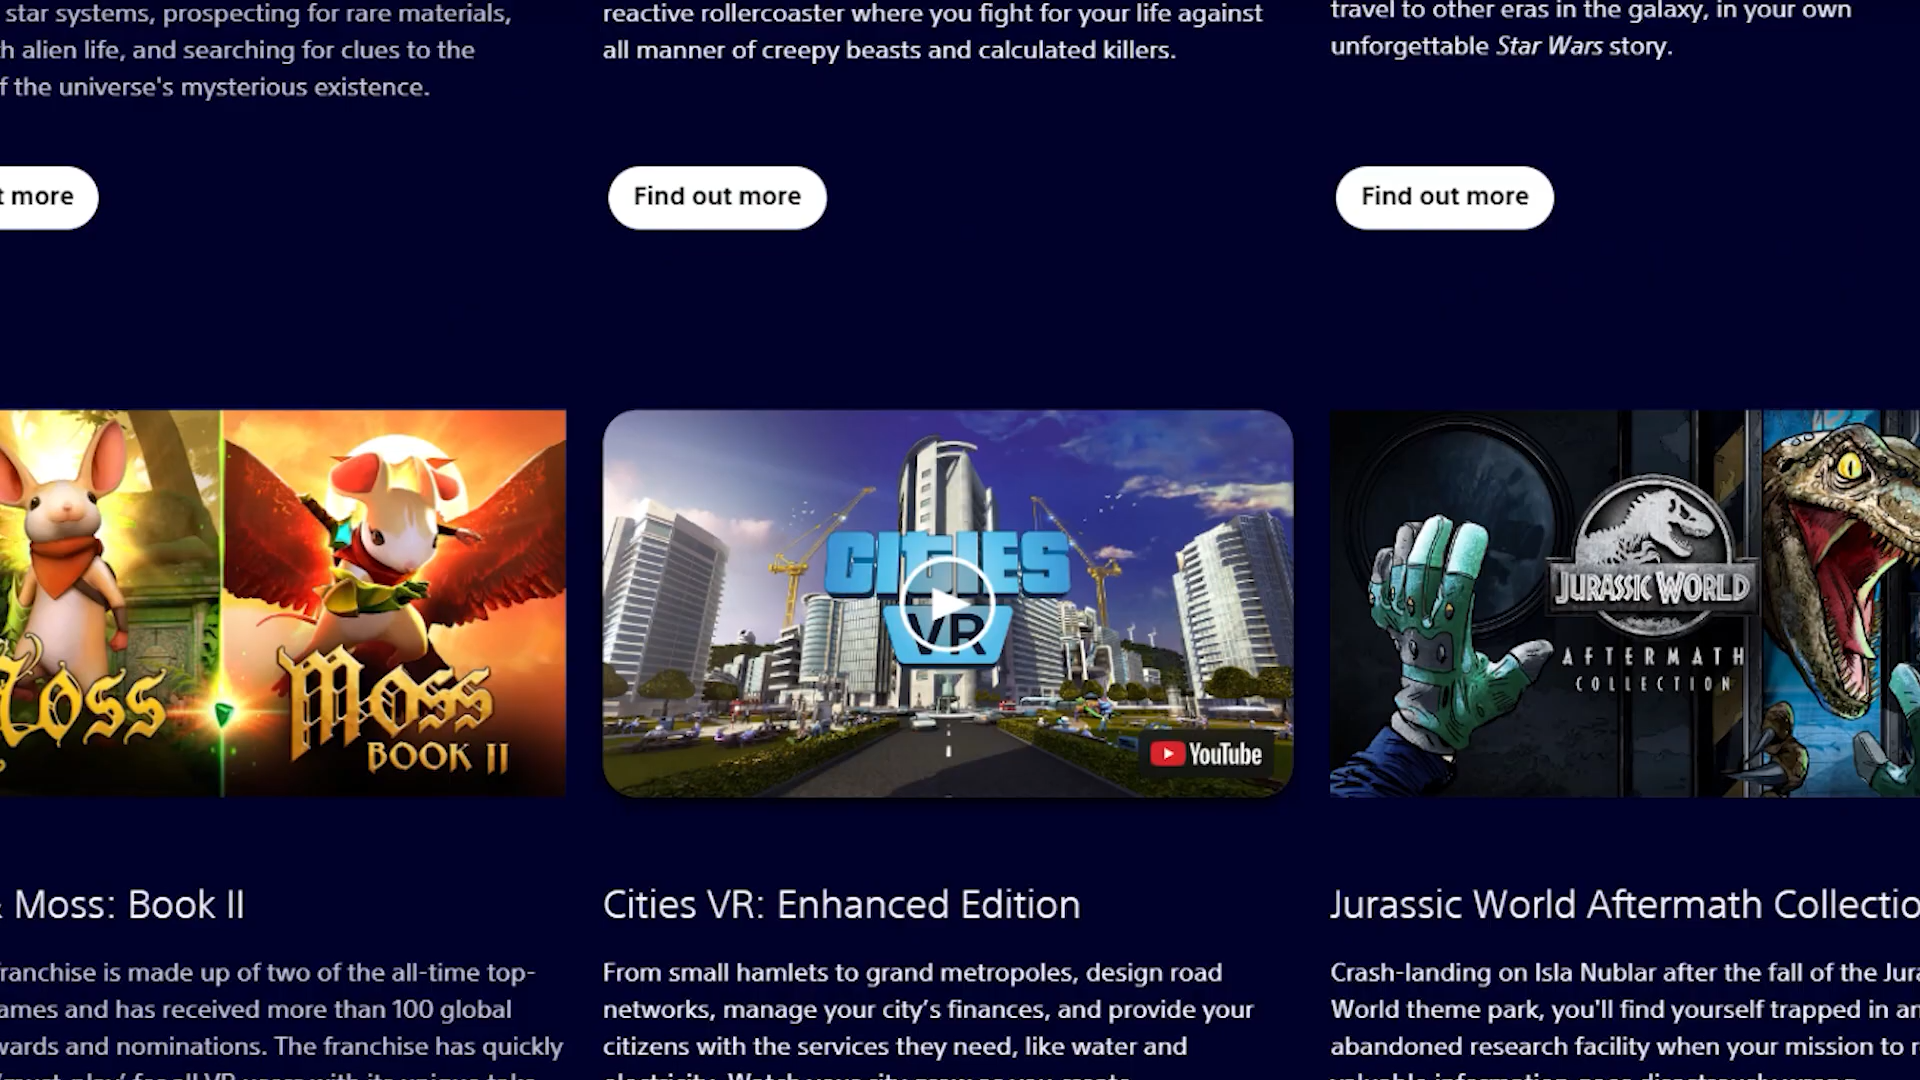 star systems, prospecting for rare materials,
h alien life, and searching for clues to the
f the universe's mysterious existence.
t more
reactive rollercoaster where you fight for your life against
all manner of creepy beasts and calculated killers.
Find out more
travel to other eras in the galaxy, in your own
unforgettable Star Wars story.
Find out more
Moss
Moss
BOOK II
CITIES
VR
YouTube
JURASSIC WORLD
AFTERMATH
COLLECTION
& Moss: Book II
franchise is made up of two of the all-time top-
ames and has received more than 100 global
wards and nominations. The franchise has quickly
Cities VR: Enhanced Edition
From small hamlets to grand metropoles, design road
networks, manage your city’s finances, and provide your
citizens with the services they need, like water and
Jurassic World Aftermath Collectio
Crash-landing on Isla Nublar after the fall of the Jura
World theme park, you'll find yourself trapped in an
abandoned research facility when your mission to r